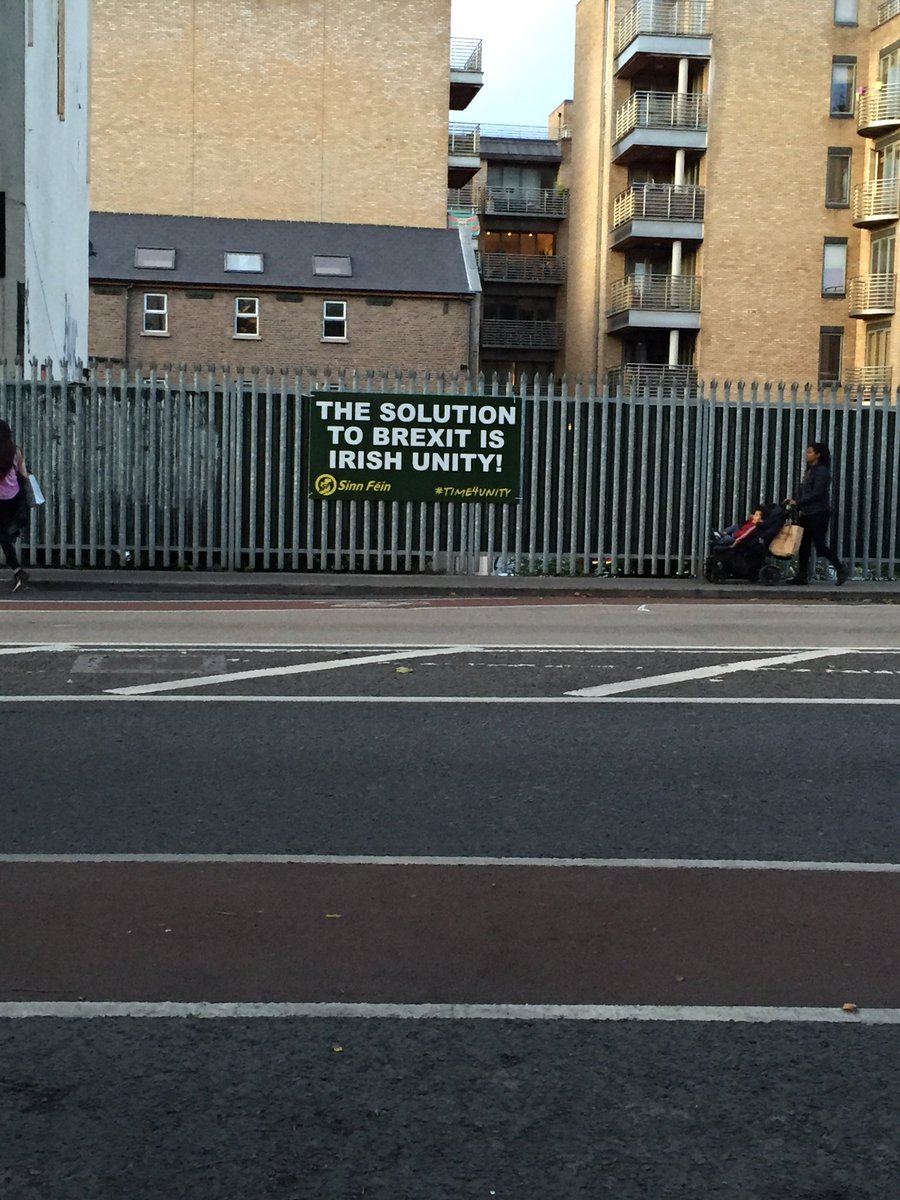 THE SOLUTION
TO BREXIT IS
IRISH UNITY!
Sinn Féin
#TIME4UNITY